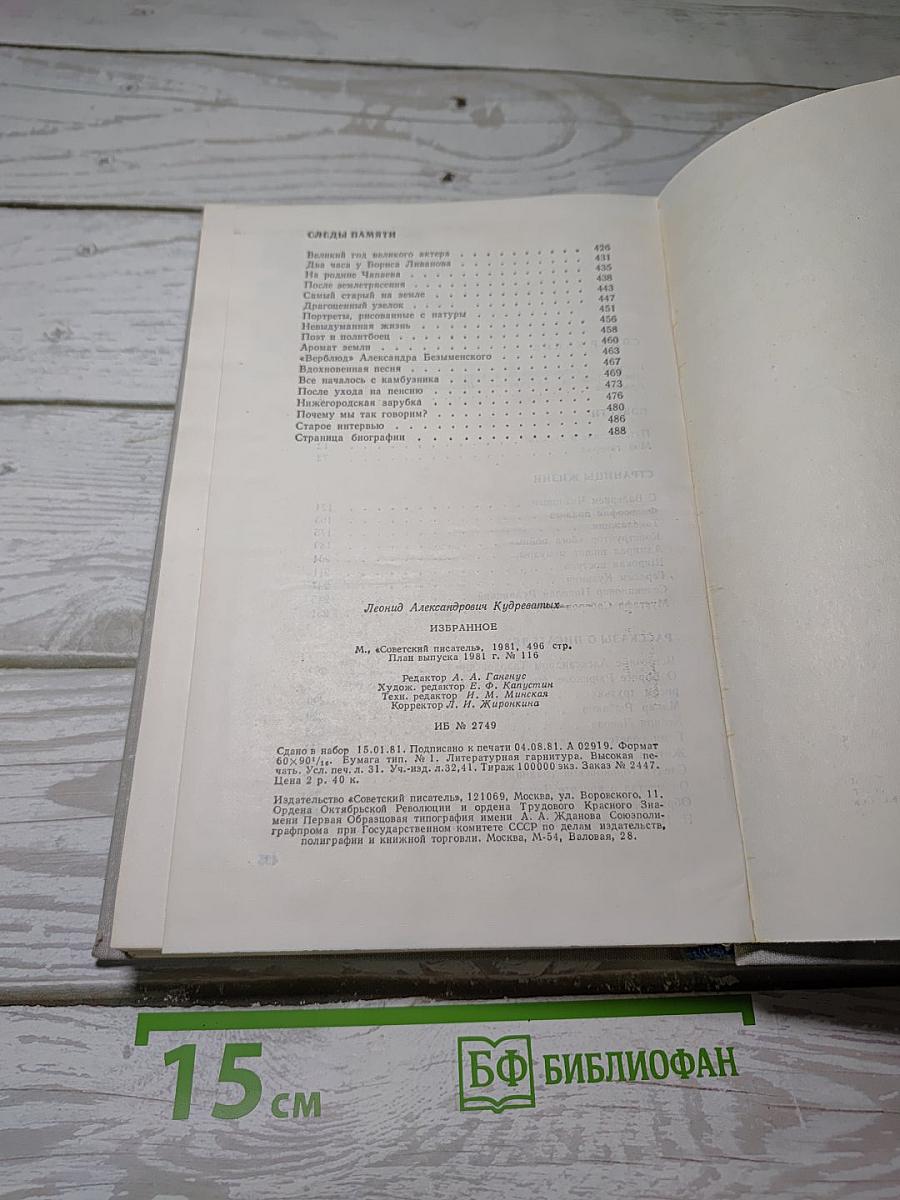 СЛЕДЫ ПАМЯТИ
Великий год великого актера . . . . . . . . . . 426
Два часа у Бориса Ливанова . . . . . . . . . . 431
На родине Чапаева . . . . . . . . . . 435
После землетрясения . . . . . . . . . . 438
Самый старый на земле . . . . . . . . . . 443
Драгоценный узелок . . . . . . . . . . 447
Портреты, рисованные с натуры . . . . . . . . . . 451
Невыдуманная жизнь . . . . . . . . . . 456
Поэт и политбоец . . . . . . . . . . 458
Аромат земли . . . . . . . . . . 460
«Верблюд» Александра Безыменского . . . . . . . . . . 463
Вдохновенная песня . . . . . . . . . . 467
Все началось с камбузника . . . . . . . . . . 469
После ухода на пенсию . . . . . . . . . . 473
Нижегородская зарубка . . . . . . . . . . 476
Почему мы так говорим? . . . . . . . . . . 480
Старое интервью . . . . . . . . . . 486
Страница биографии . . . . . . . . . . 488
Леонид Александрович Кудреватых
ИЗБРАННОЕ
М., «Советский писатель», 1981, 496 стр.
План выпуска 1981 г. № 116
Редактор А. А. Гангнус
Худож. редактор Е. Ф. Капустин
Техн. редактор И. М. Минская
Корректор Л. И. Жиронкина
ИБ № 2749
Сдано в набор 15.01.81. Подписано к печати 04.08.81. А 02919. Формат
60×90¹/₁₆. Бумага тип. № 1. Литературная гарнитура. Высокая пе-
чать. Усл. печ. л. 31. Уч.-изд. л. 32,41. Тираж 100000 экз. Заказ № 2447.
Цена 2 р. 40 к.
Издательство «Советский писатель», 121069, Москва, ул. Воровского, 11.
Ордена Октябрьской Революции и ордена Трудового Красного Зна-
мени Первая Образцовая типография имени А. А. Жданова Союзполи-
графпрома при Государственном комитете СССР по делам издательств,
полиграфии и книжной торговли. Москва, М-54, Валовая, 28.
15 см
БФ БИБЛИОФАН